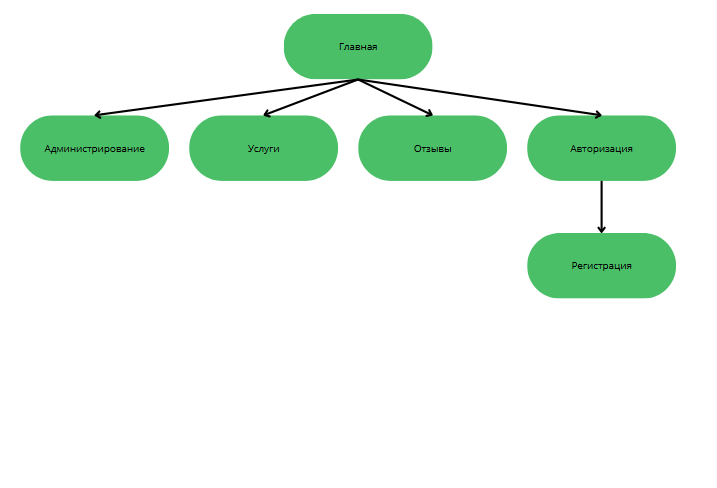 Главная
Администрирование
Услуги
Отзывы
Авторизация
Регистрация